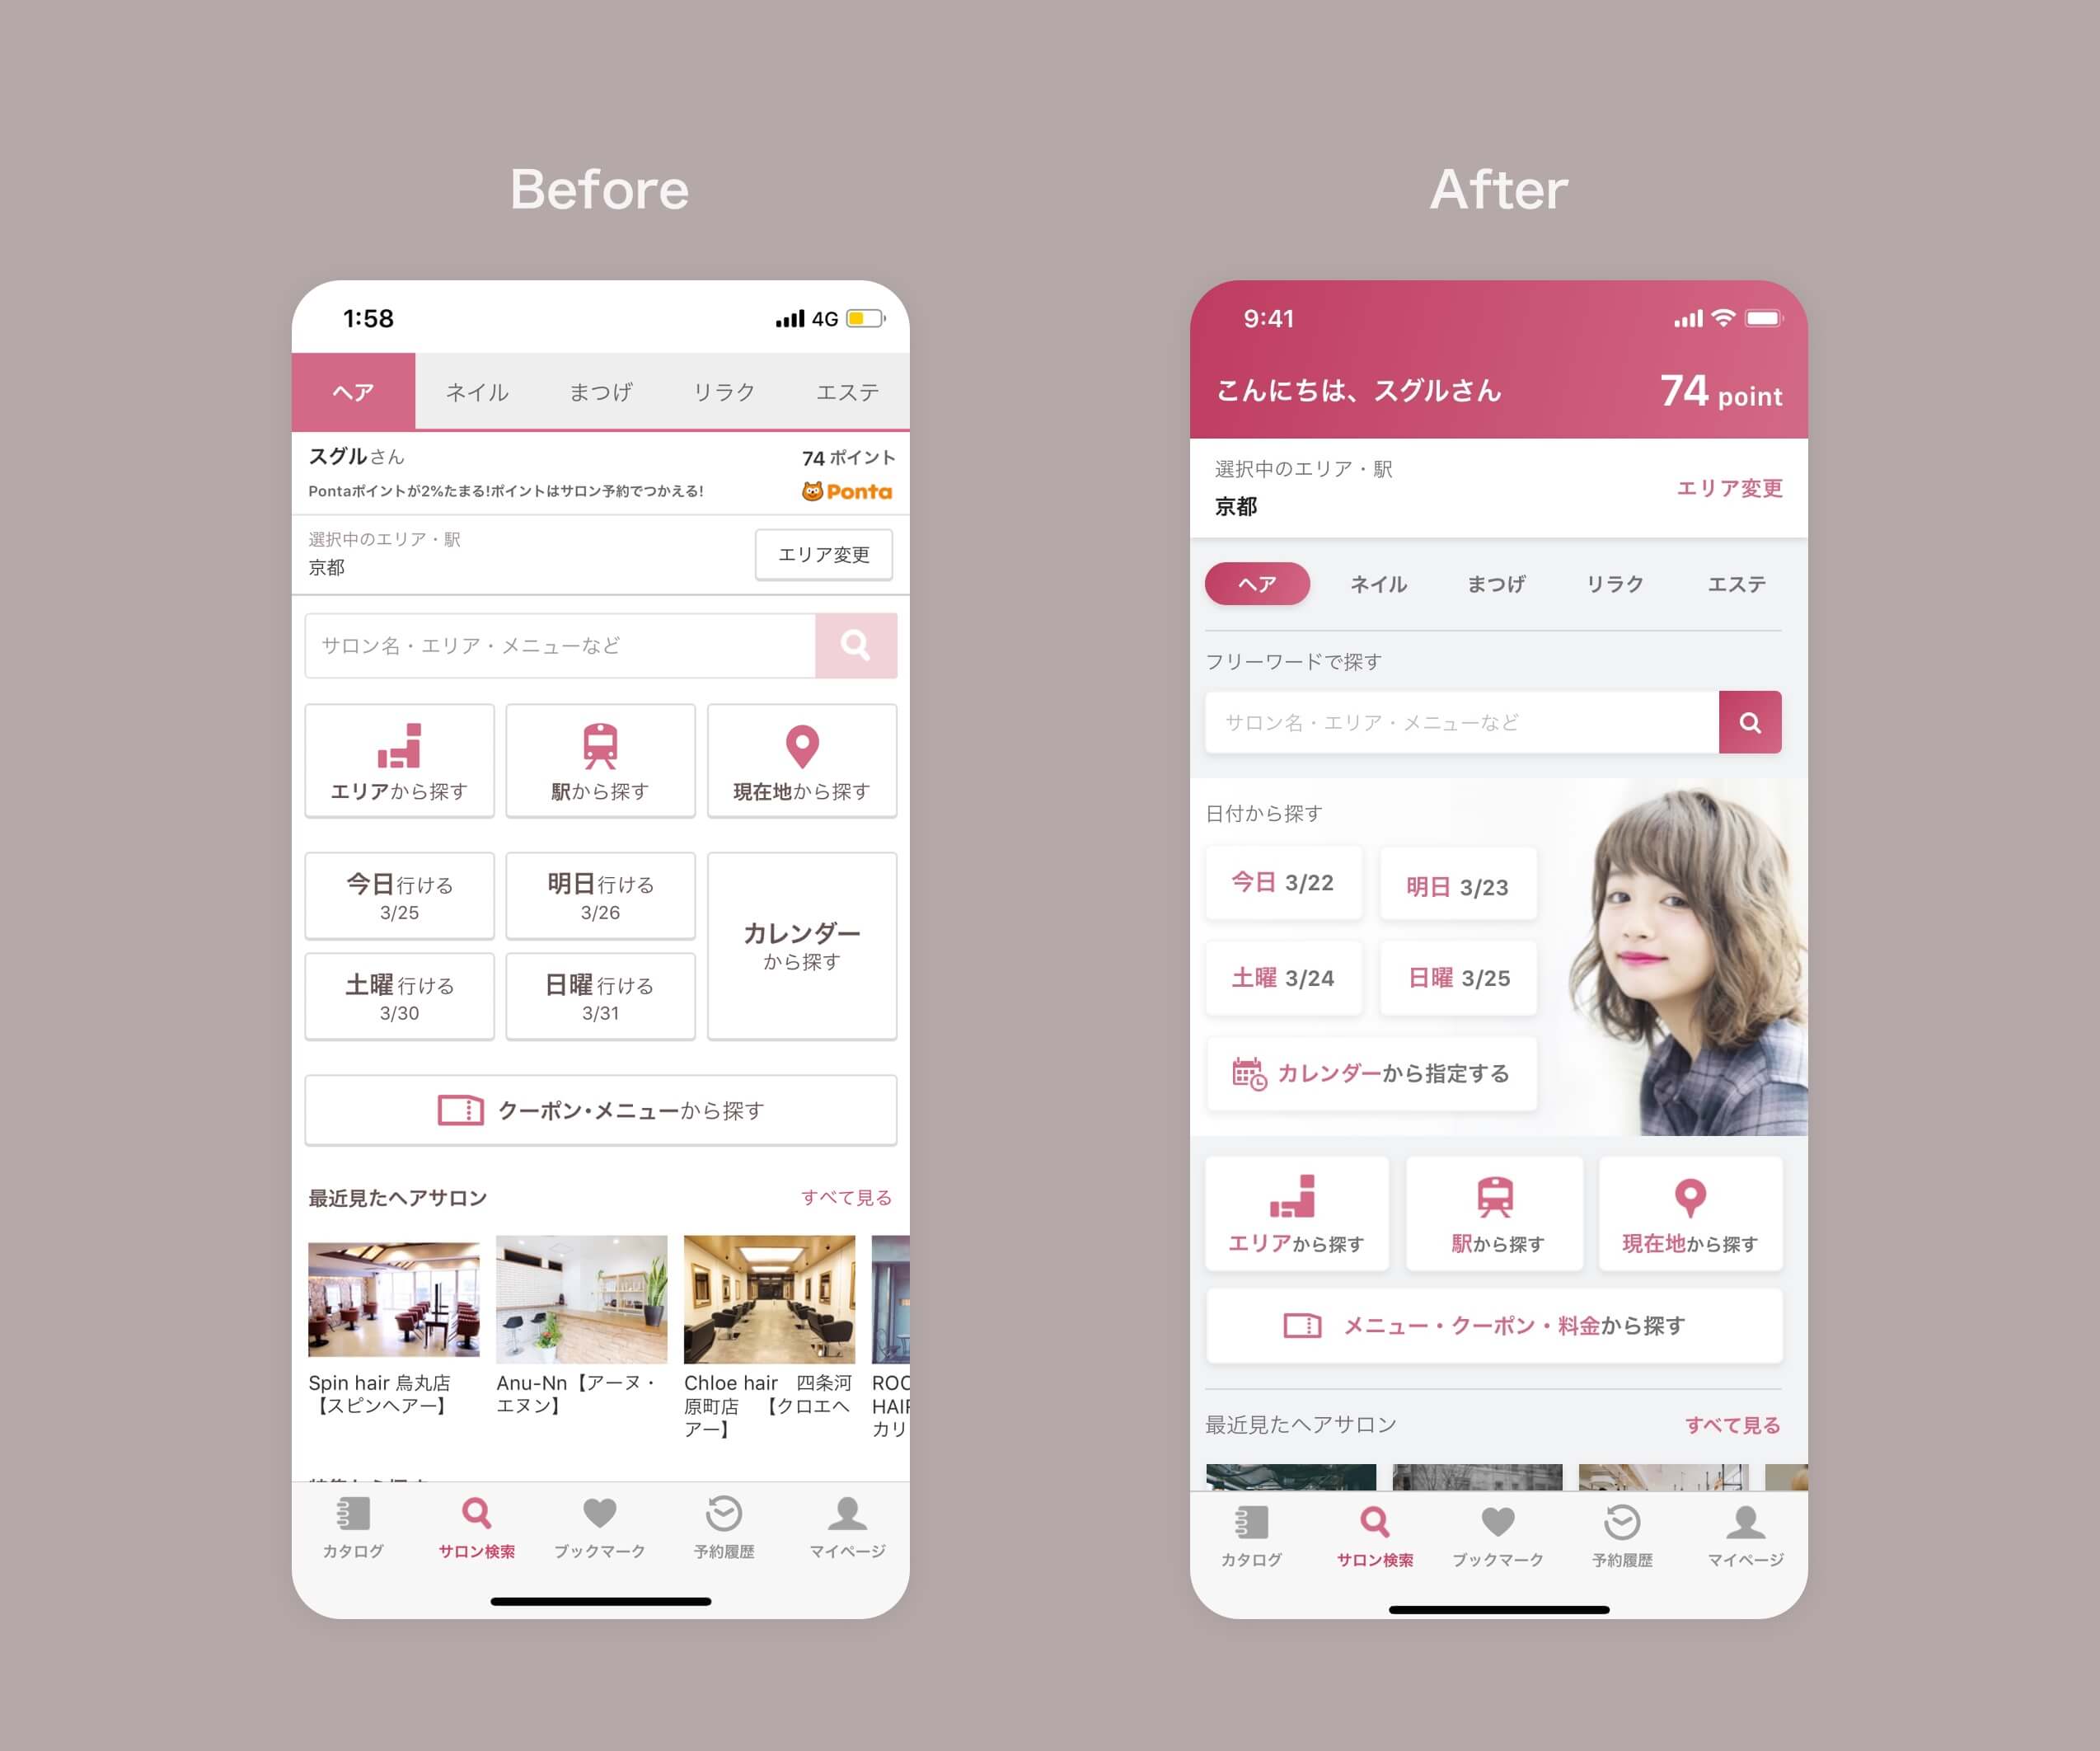 Before
1:58
4G
ヘア
ネイル
まつげ
リラク
エステ
スグルさん
74 ポイント
Pontaポイントが2%たまる!ポイントはサロン予約でつかえる!
Ponta
選択中のエリア・駅
京都
エリア変更
サロン名・エリア・メニューなど
エリアから探す
駅から探す
現在地から探す
今日行ける
3/25
明日行ける
3/26
土曜行ける
3/30
日曜行ける
3/31
カレンダー
から探す
クーポン・メニューから探す
最近見たヘアサロン
すべて見る
Spin hair 烏丸店
【スピンヘアー】
Anu-Nn【アーヌ・
エヌン】
Chloe hair 四条河
原町店 【クロエヘ
アー】
ROO
HAIR
カリ
カタログ
サロン検索
ブックマーク
予約履歴
マイページ
After
9:41
こんにちは、スグルさん
74 point
選択中のエリア・駅
京都
エリア変更
ヘア
ネイル
まつげ
リラク
エステ
フリーワードで探す
サロン名・エリア・メニューなど
日付から探す
今日 3/22
明日 3/23
土曜 3/24
日曜 3/25
カレンダーから指定する
エリアから探す
駅から探す
現在地から探す
メニュー・クーポン・料金から探す
最近見たヘアサロン
すべて見る
カタログ
サロン検索
ブックマーク
予約履歴
マイページ